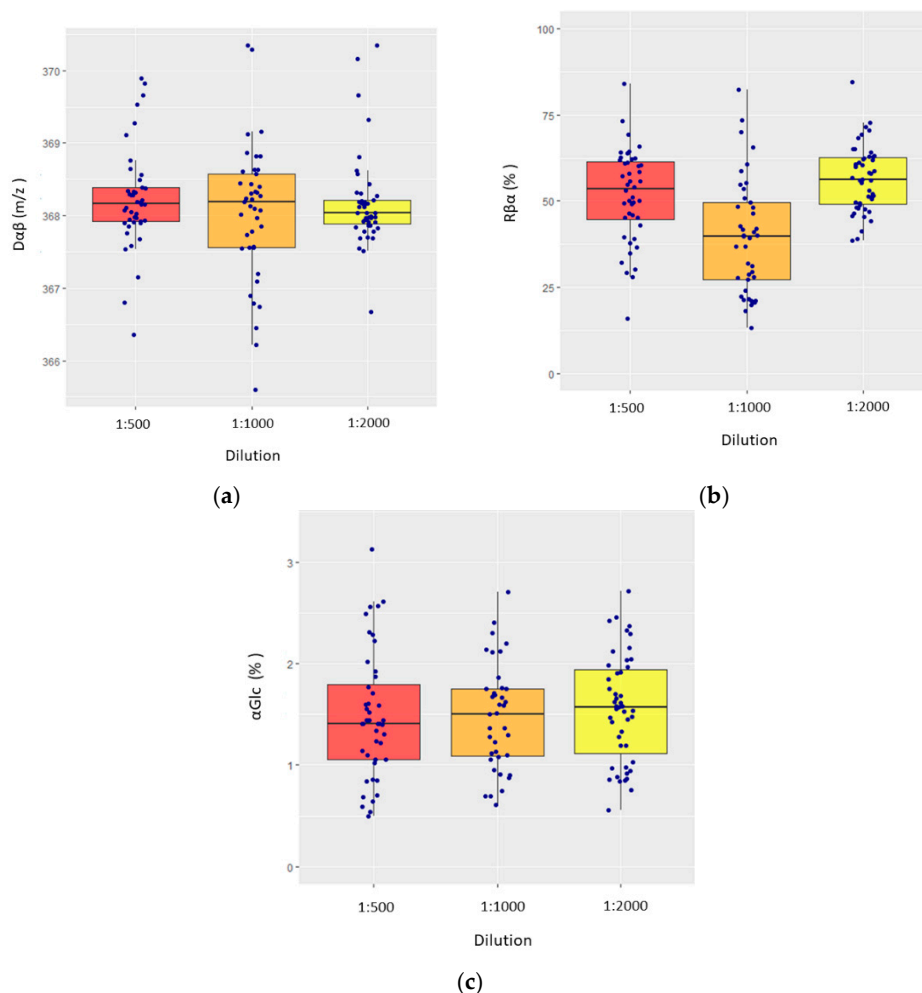 Dαβ (m/z )
370
369
368
367
366
1:500 1:1000 1:2000
Dilution
(a)
Rβα (% )
100
75
50
25
0
1:500 1:1000 1:2000
Dilution
(b)
αGlc (% )
3
2
1
0
1:500 1:1000 1:2000
Dilution
(c)